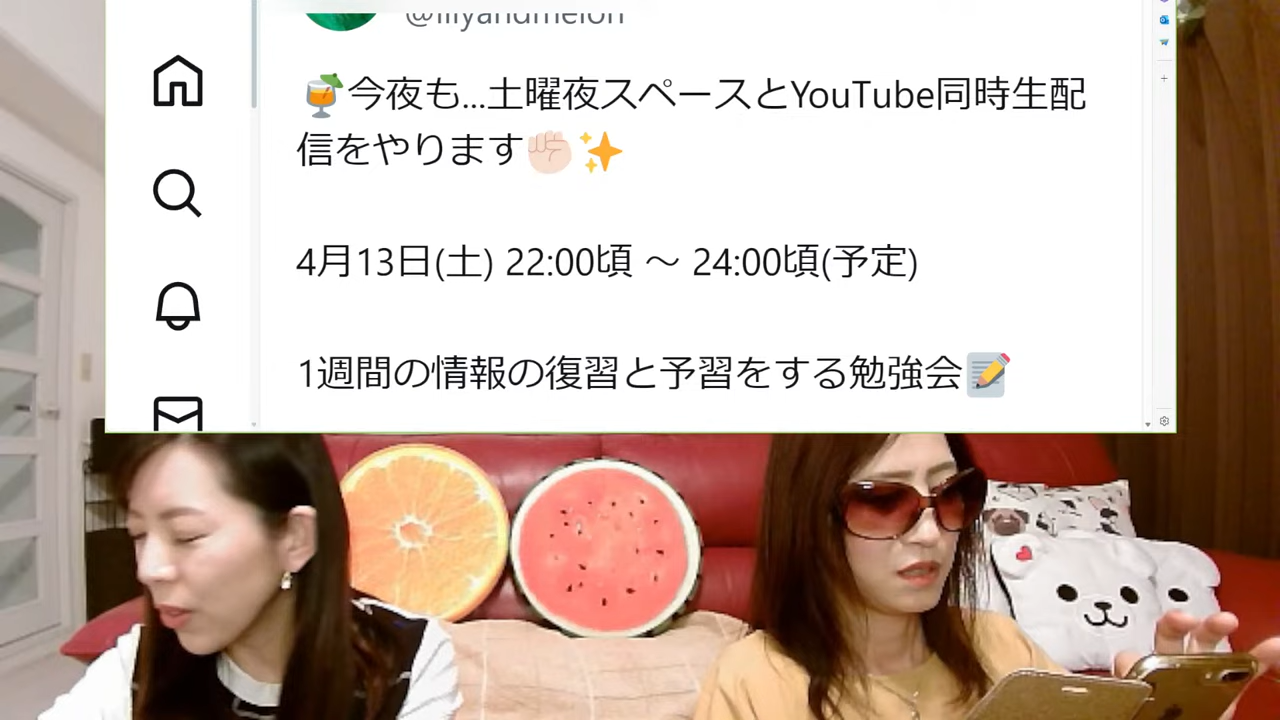 @lilyandmelon
🍹今夜も...土曜夜スペースとYouTube同時生配
信をやります✊🏻✨
4月13日(土) 22:00頃 ～ 24:00頃(予定)
1週間の情報の復習と予習をする勉強会📝